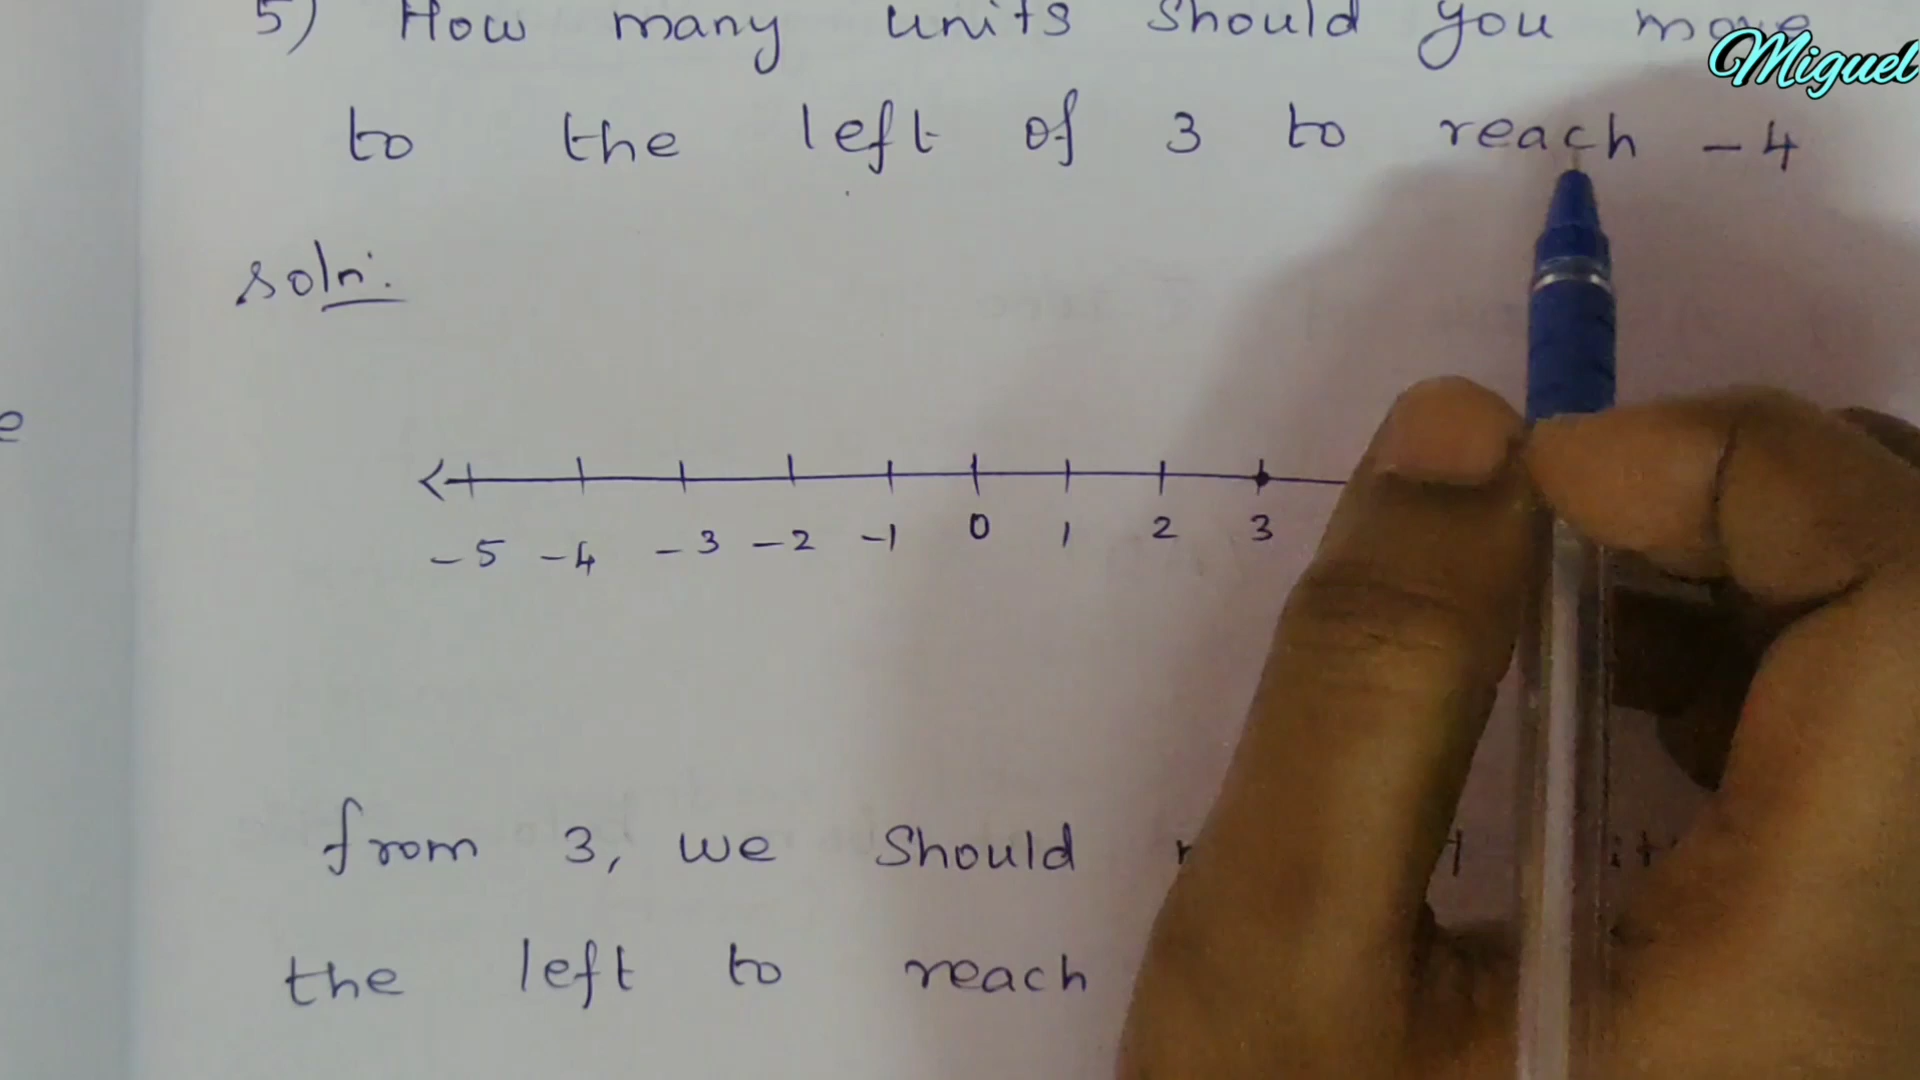 5) How many units should you move
Miguel
to the left of 3 to reach -4
soln:
e
-5 -4 -3 -2 -1 0 1 2 3
from 3, we should
the left to reach